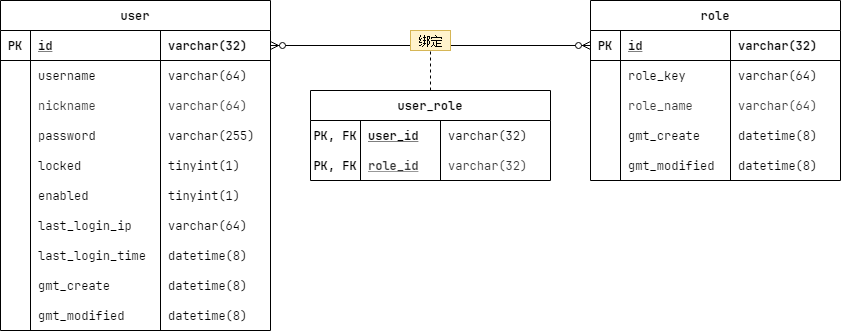 user
PK id varchar(32)
username varchar(64)
nickname varchar(64)
password varchar(255)
locked tinyint(1)
enabled tinyint(1)
last_login_ip varchar(64)
last_login_time datetime(8)
gmt_create datetime(8)
gmt_modified datetime(8)
绑定
user_role
PK, FK user_id varchar(32)
PK, FK role_id varchar(32)
role
PK id varchar(32)
role_key varchar(64)
role_name varchar(64)
gmt_create datetime(8)
gmt_modified datetime(8)